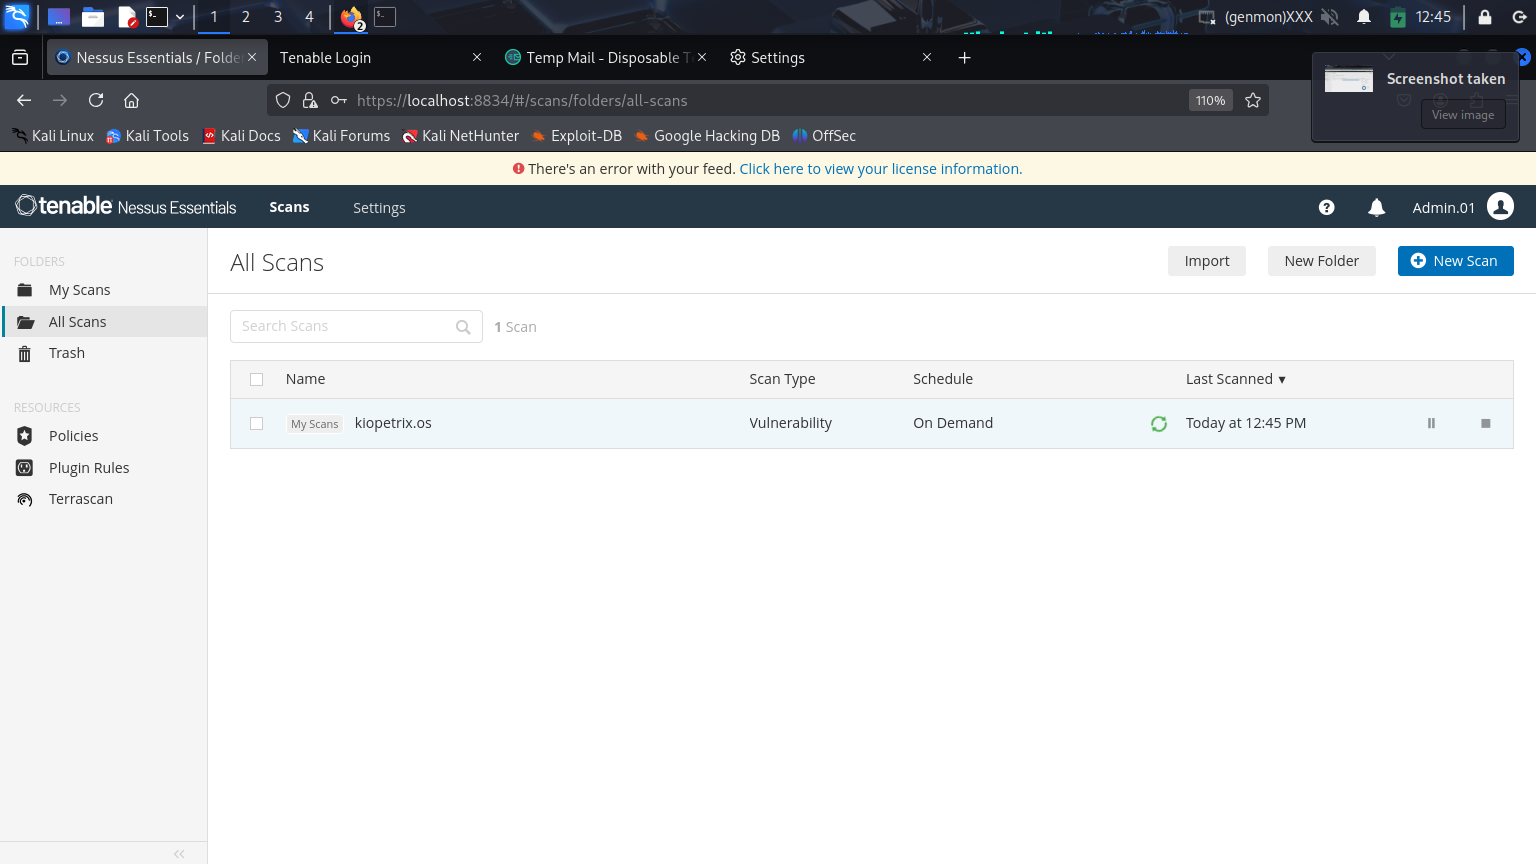 1 2 3 4 2 (genmon)XXX 12:45
Nessus Essentials / Folde Tenable Login Temp Mail - Disposable T Settings
https://localhost:8834/#/scans/folders/all-scans 110%
Screenshot taken
View image
Kali Linux Kali Tools Kali Docs Kali Forums Kali NetHunter Exploit-DB Google Hacking DB OffSec
There's an error with your feed. Click here to view your license information.
tenable Nessus Essentials Scans Settings Admin.01
FOLDERS
My Scans
All Scans
Trash
RESOURCES
Policies
Plugin Rules
Terrascan
All Scans Import New Folder New Scan
Search Scans 1 Scan
Name Scan Type Schedule Last Scanned ▼
My Scans kiopetrix.os Vulnerability On Demand Today at 12:45 PM